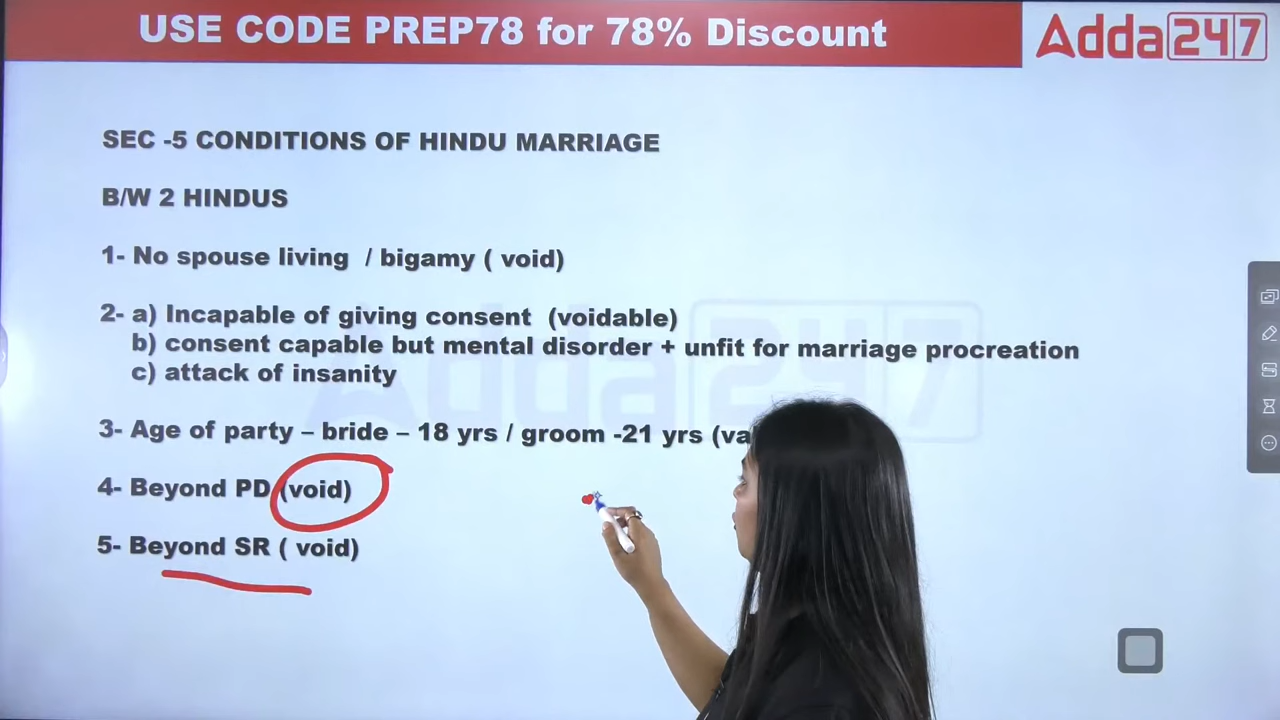 USE CODE PREP78 for 78% Discount
Adda247
SEC -5 CONDITIONS OF HINDU MARRIAGE
B/W 2 HINDUS
1- No spouse living / bigamy ( void)
2- a) Incapable of giving consent (voidable)
b) consent capable but mental disorder + unfit for marriage procreation
c) attack of insanity
3- Age of party – bride – 18 yrs / groom -21 yrs
4- Beyond PD (void)
5- Beyond SR ( void)
Adda247